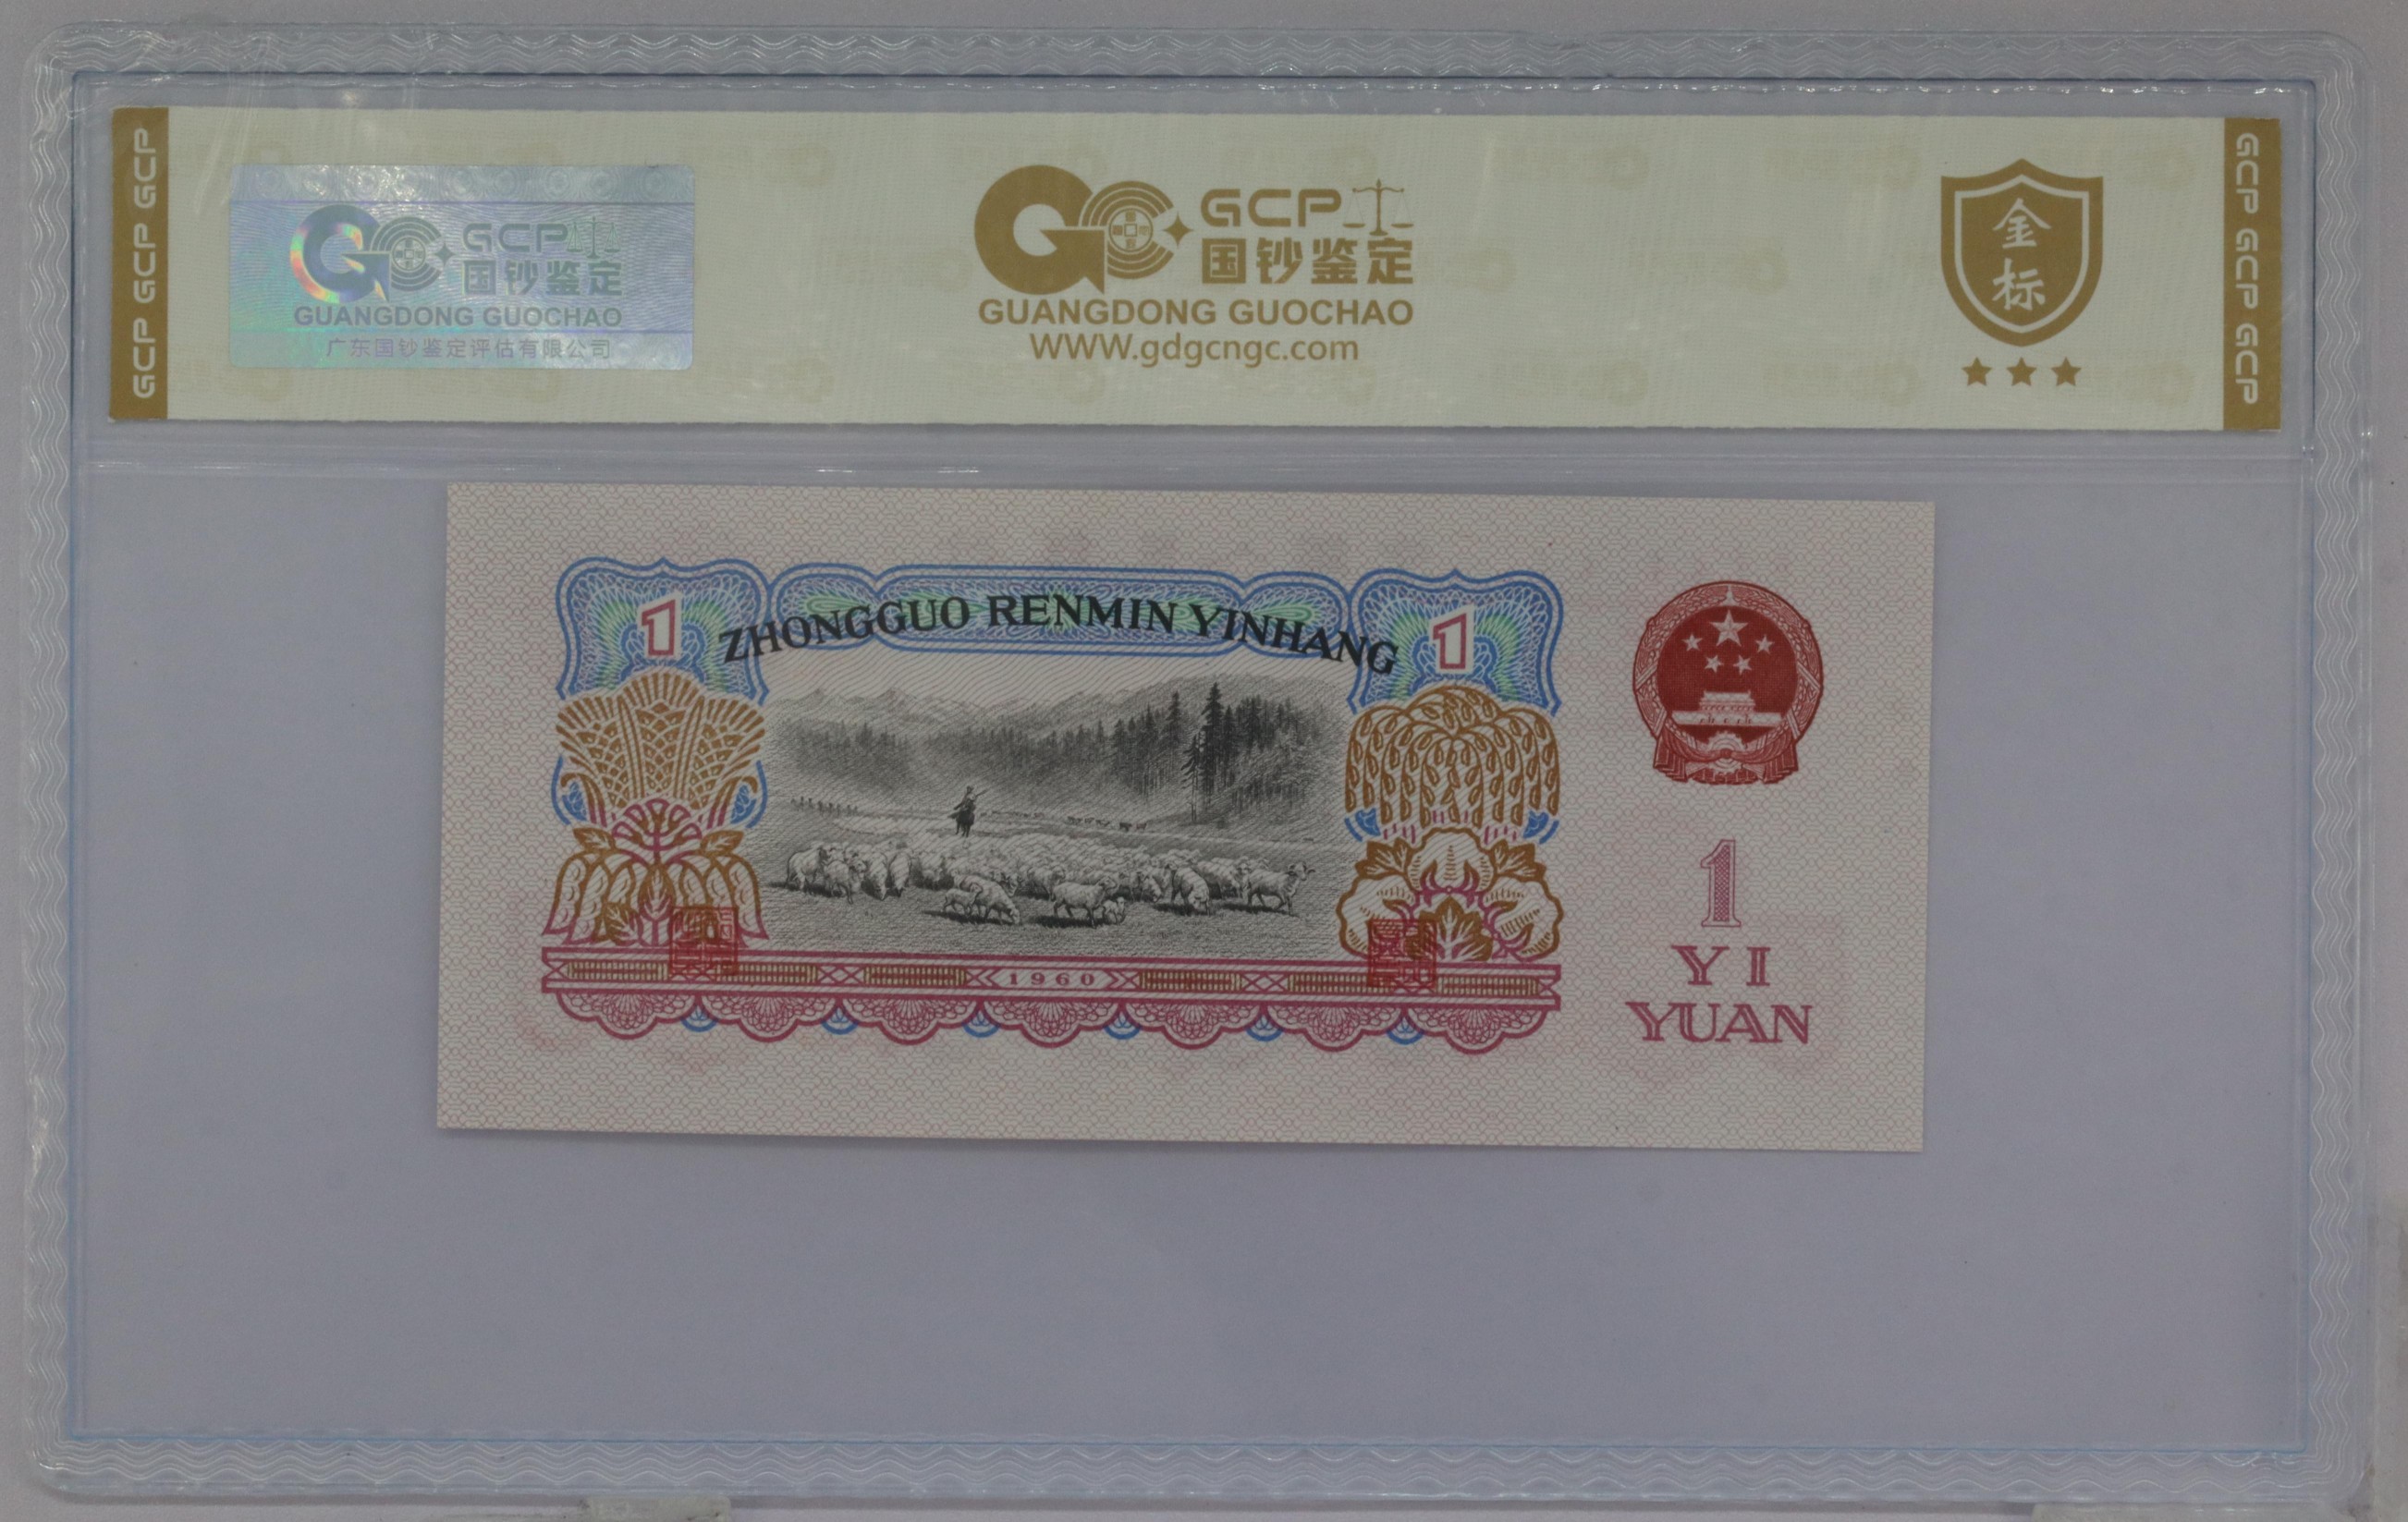 GCP GCP GCP
GCP
国钞鉴定
GUANGDONG GUOCHAO
广东国钞鉴定评估有限公司
GCP
国钞鉴定
GUANGDONG GUOCHAO
WWW.gdgcngc.com
金
标
GCP GCP GCP
1
ZHONGGUO RENMIN YINHANG
1
1960
1
YI
YUAN